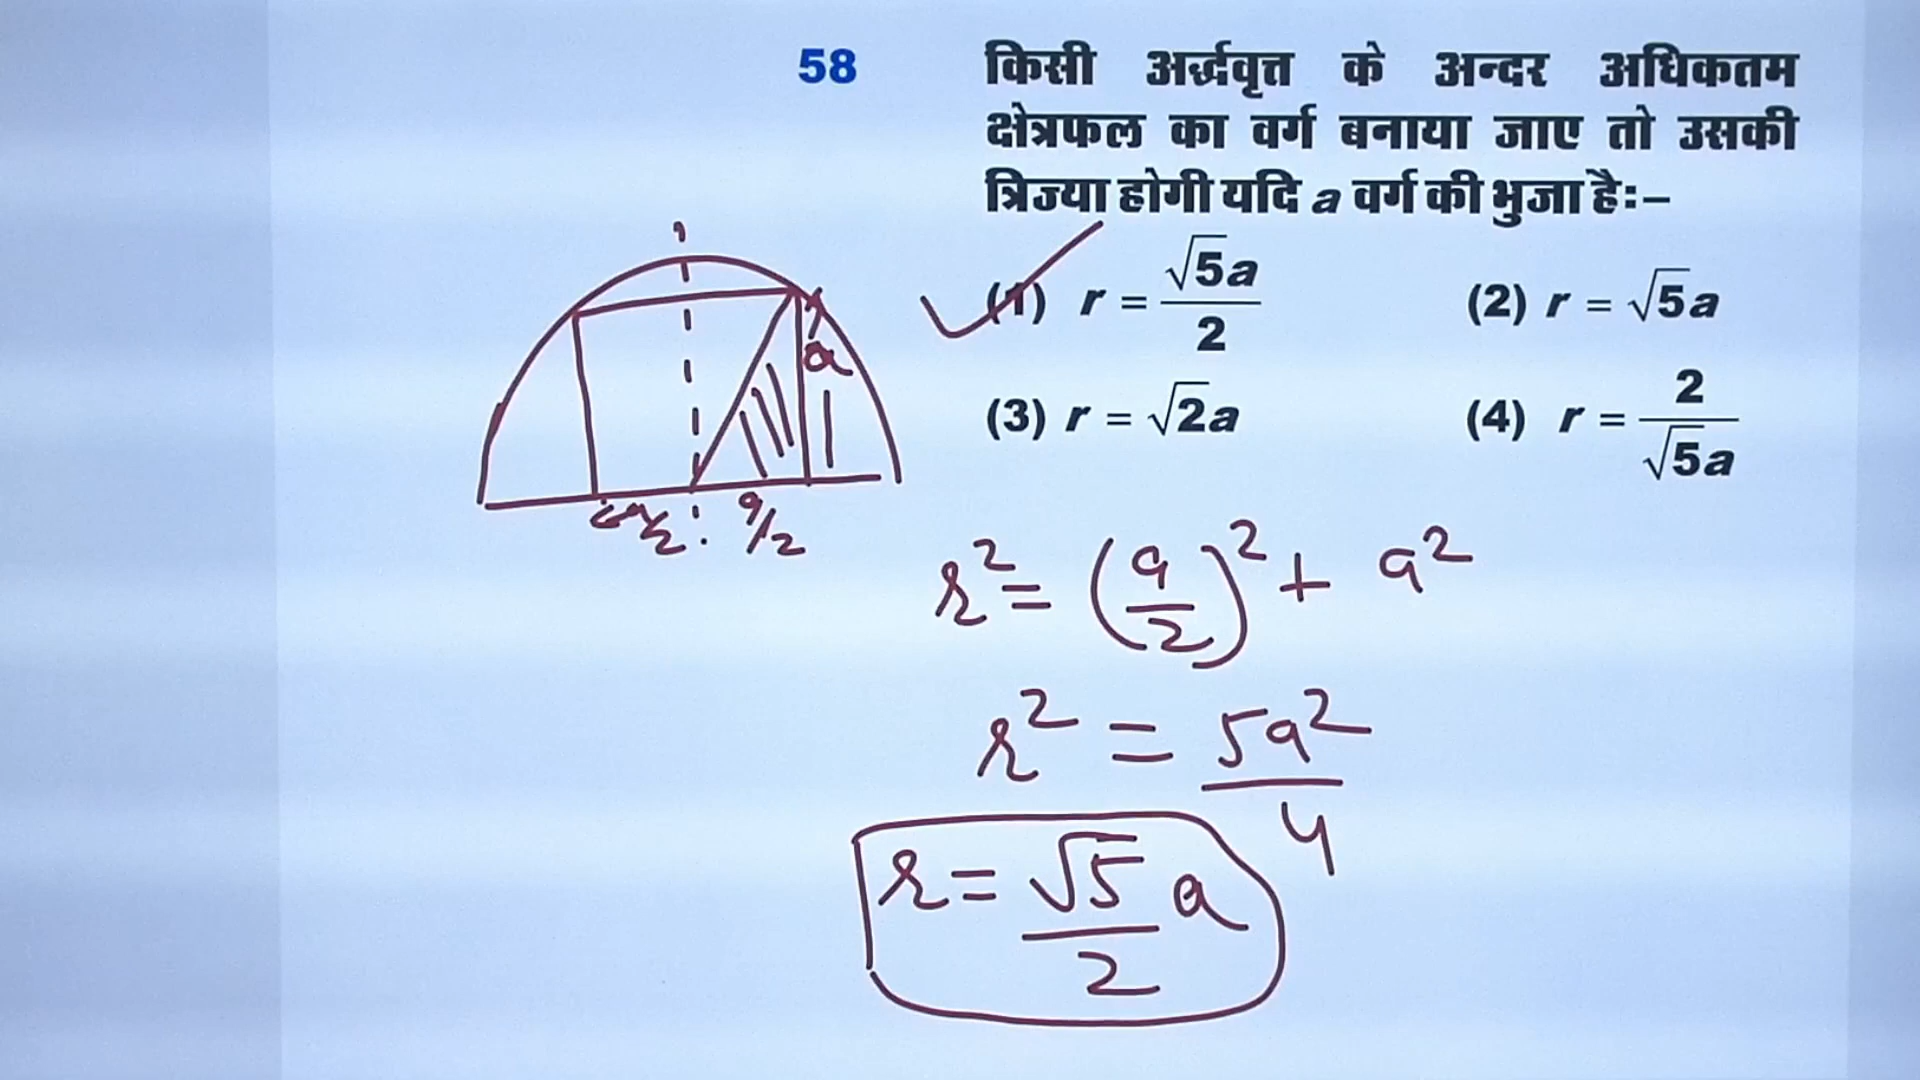 58
किसी अर्द्धवृत्त के अन्दर अधिकतम
क्षेत्रफल का वर्ग बनाया जाए तो उसकी
त्रिज्या होगी यदि a वर्ग की भुजा है:–
(1) r = √5a/2
(2) r = √5a
(3) r = √2a
(4) r = 2/√5a
a
a/2
a/2
r² = (a/2)² + a²
r² = 5a²/4
r = √5/2 a